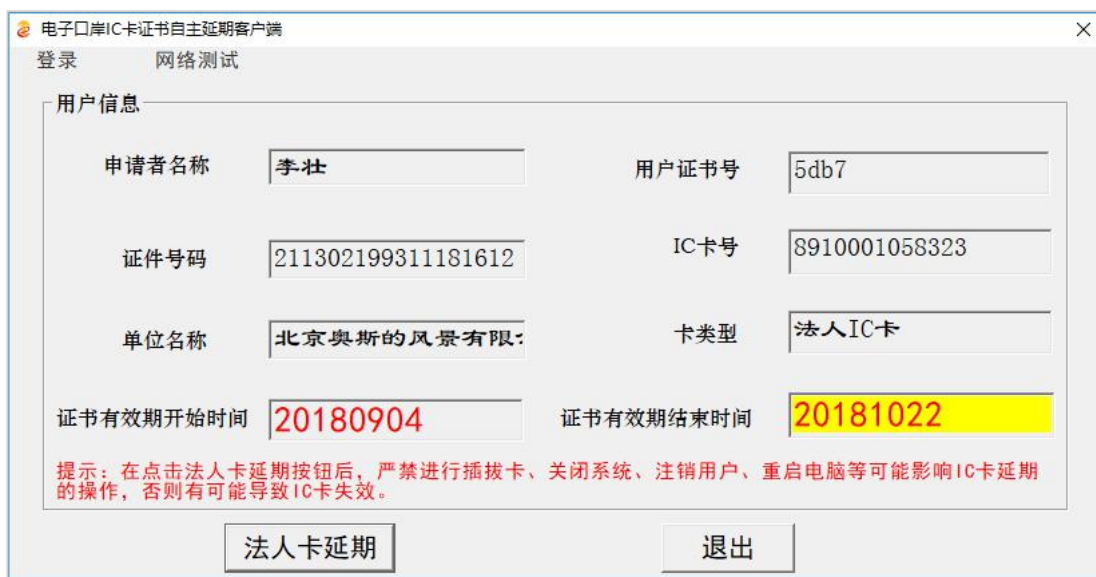 电子口岸IC卡证书自主延期客户端
登录 网络测试
用户信息
申请者名称 李壮 用户证书号 5db7
证件号码 211302199311181612 IC卡号 8910001058323
单位名称 北京奥斯的风景有限 卡类型 法人IC卡
证书有效期开始时间 20180904 证书有效期结束时间 20181022
提示：在点击法人卡延期按钮后，严禁进行插拔卡、关闭系统、注销用户、重启电脑等可能影响IC卡延期
的操作，否则有可能导致IC卡失效。
法人卡延期 退出